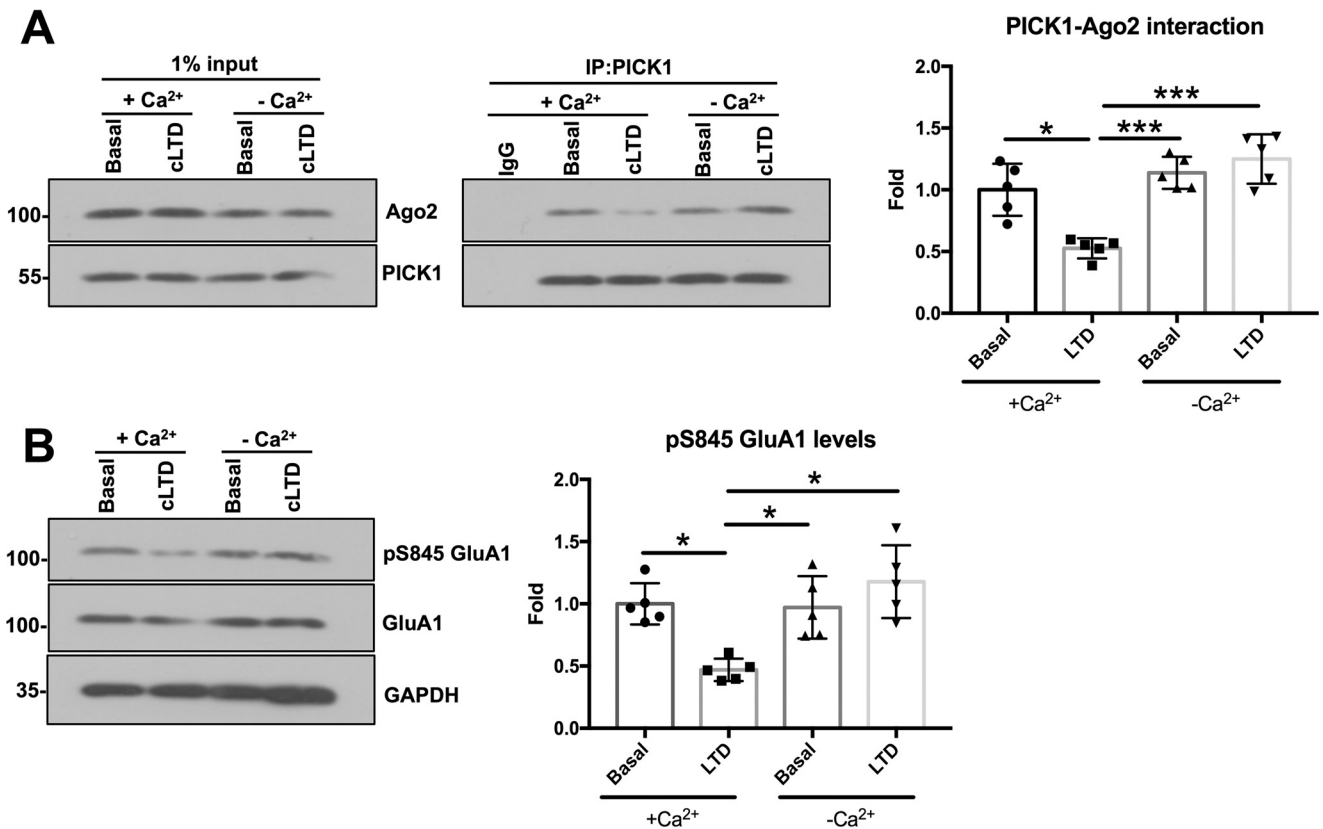 A
1% input
+ Ca2+ - Ca2+
Basal cLTD Basal cLTD
100- Ago2
55- PICK1
IP:PICK1
+ Ca2+ - Ca2+
IgG Basal cLTD Basal cLTD
PICK1-Ago2 interaction
*** 
* ***
Fold
2.0
1.5
1.0
0.5
0.0
Basal LTD Basal LTD
+Ca2+ -Ca2+
B
+ Ca2+ - Ca2+
Basal cLTD Basal cLTD
100- pS845 GluA1
100- GluA1
35- GAPDH
pS845 GluA1 levels
*
*
*
Fold
2.0
1.5
1.0
0.5
0.0
Basal LTD Basal LTD
+Ca2+ -Ca2+